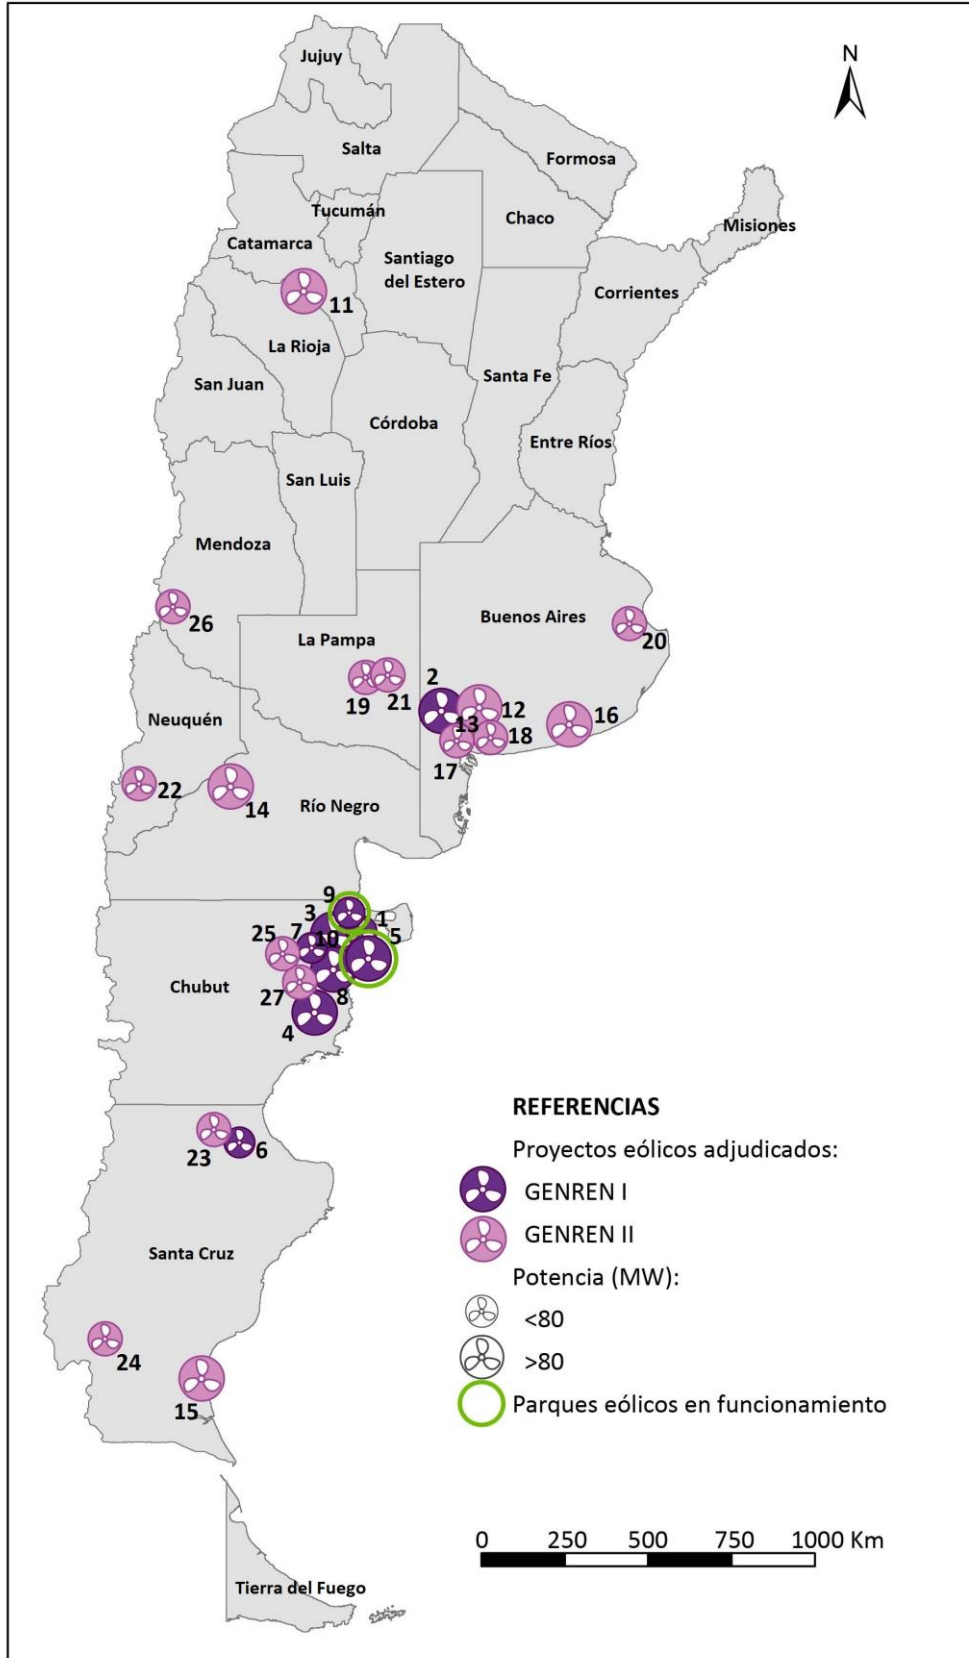 N
Jujuy
Salta
Formosa
Tucumán
Chaco
Misiones
Catamarca
Santiago
del Estero
Corrientes
11
La Rioja
Santa Fe
San Juan
Córdoba
Entre Ríos
San Luis
Mendoza
26
Buenos Aires
20
La Pampa
2
19
21
12
16
Neuquén
13
18
17
22
14
Río Negro
9
3
1
25
7
10
5
Chubut
27
8
4
23
6
Santa Cruz
24
15
Tierra del Fuego
REFERENCIAS
Proyectos eólicos adjudicados:
GENREN I
GENREN II
Potencia (MW):
<80
>80
Parques eólicos en funcionamiento
0 250 500 750 1000 Km